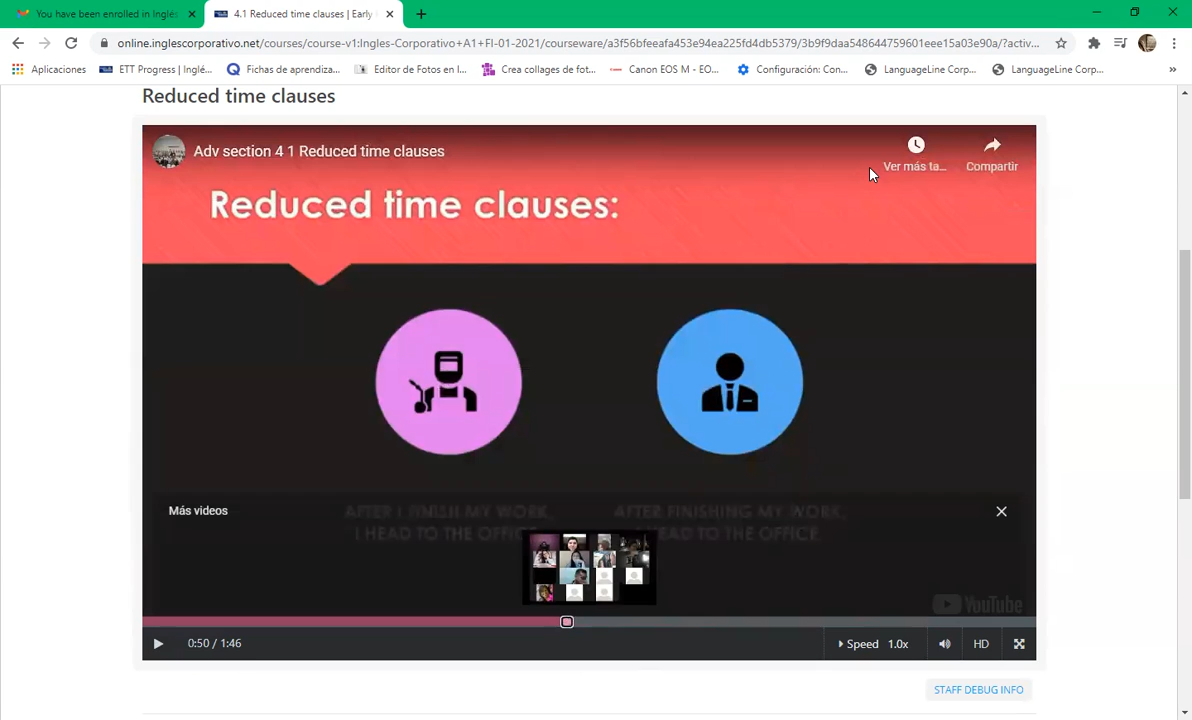 You have been enrolled in Inglés
4.1 Reduced time clauses | Early
online.inglescorporativo.net/courses/course-v1:Ingles-Corporativo+A1+FI-01-2021/courseware/a3f56bfeeafa453e94ea225fd4db5379/3b9f9daa548644759601eee15a03e90a/?activ...
Aplicaciones
ETT Progress | Inglé...
Fichas de aprendiza...
Editor de Fotos en l...
Crea collages de fot...
Canon EOS M - EO...
Configuración: Con...
LanguageLine Corp...
LanguageLine Corp...
»
Reduced time clauses
Adv section 4 1 Reduced time clauses
Ver más ta...
Compartir
Reduced time clauses:
Más videos
AFTER I FINISH MY WORK,
I HEAD TO THE OFFICE
AFTER FINISHING MY WORK,
I HEAD TO THE OFFICE
YouTube
0:50 / 1:46
Speed 1.0x
HD
STAFF DEBUG INFO